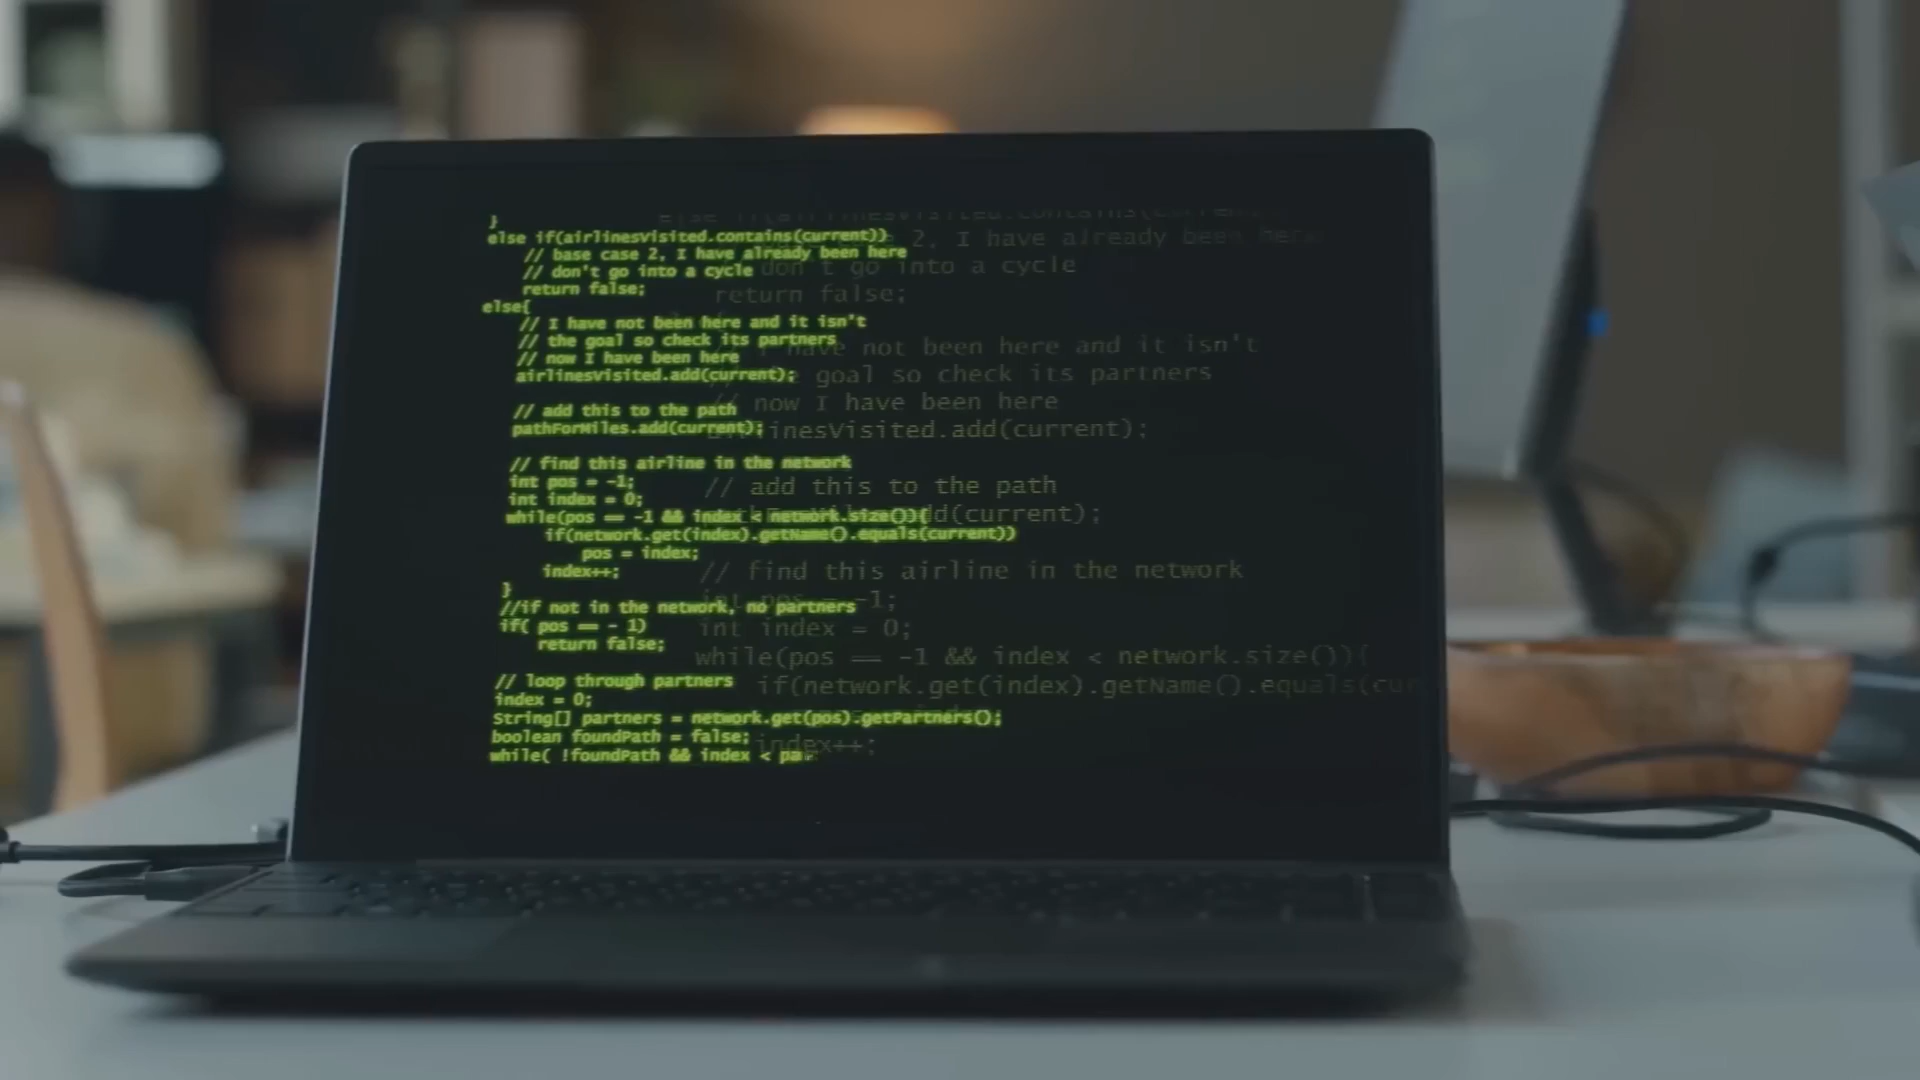 }
else if(airlinesVisited.contains(current))
// base case 2, I have already been here
// don't go into a cycle
return false;
else{
// I have not been here and it isn't
// the goal so check its partners
// now I have been here
airlinesVisited.add(current);
// add this to the path
pathForMiles.add(current);
// find this airline in the network
int pos = -1;
int index = 0;
while(pos == -1 && index < network.size()){
if(network.get(index).getName().equals(current))
pos = index;
index++;
}
//if not in the network, no partners
if( pos == - 1)
return false;
// loop through partners
index = 0;
String[] partners = network.get(pos).getPartners();
boolean foundPath = false;
while( !foundPath && index < pa
2, I have already been here
don't go into a cycle
return false;
have not been here and it isn't
goal so check its partners
// now I have been here
airlinesVisited.add(current);
// add this to the path
add(current);
// find this airline in the network
int pos = -1;
int index = 0;
while(pos == -1 && index < network.size()){
if(network.get(index).getName().equals(cur
index++;